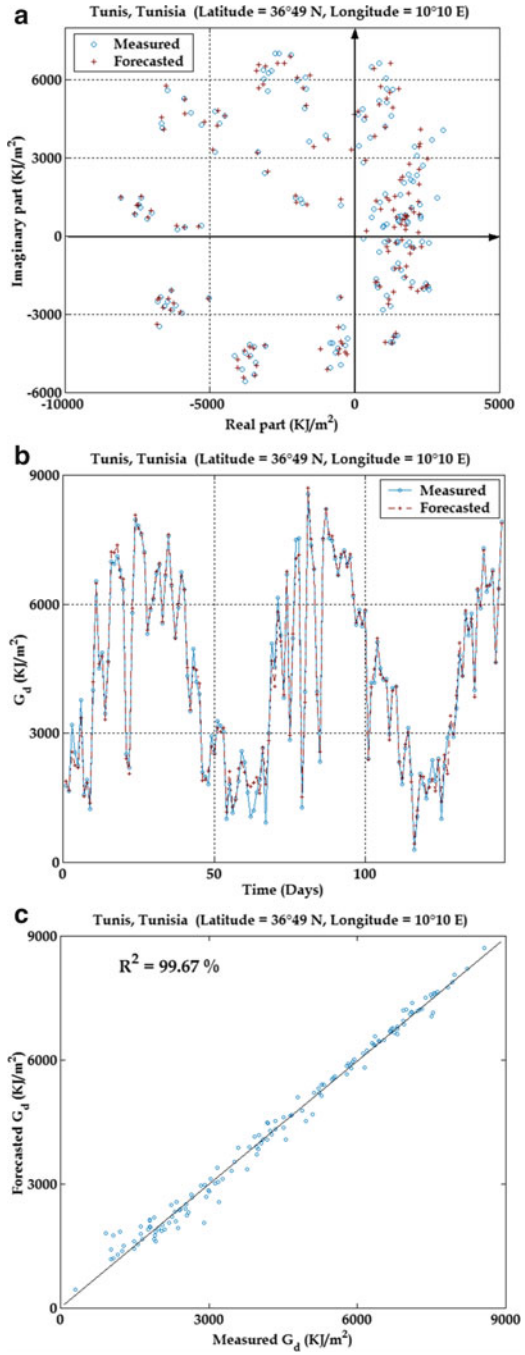 a
Tunis, Tunisia (Latitude = 36°49 N, Longitude = 10°10 E)
Measured
Forecasted
6000
3000
0
-3000
-6000
Imaginary part (KJ/m²)
-10000 -5000 0 5000
Real part (KJ/m²)
b
Tunis, Tunisia (Latitude = 36°49 N, Longitude = 10°10 E)
Measured
Forecasted
9000
6000
3000
0
G_d (KJ/m²)
0 50 100
Time (Days)
c
Tunis, Tunisia (Latitude = 36°49 N, Longitude = 10°10 E)
R² = 99.67 %
9000
6000
3000
0
Forecasted G_d (KJ/m²)
0 3000 6000 9000
Measured G_d (KJ/m²)